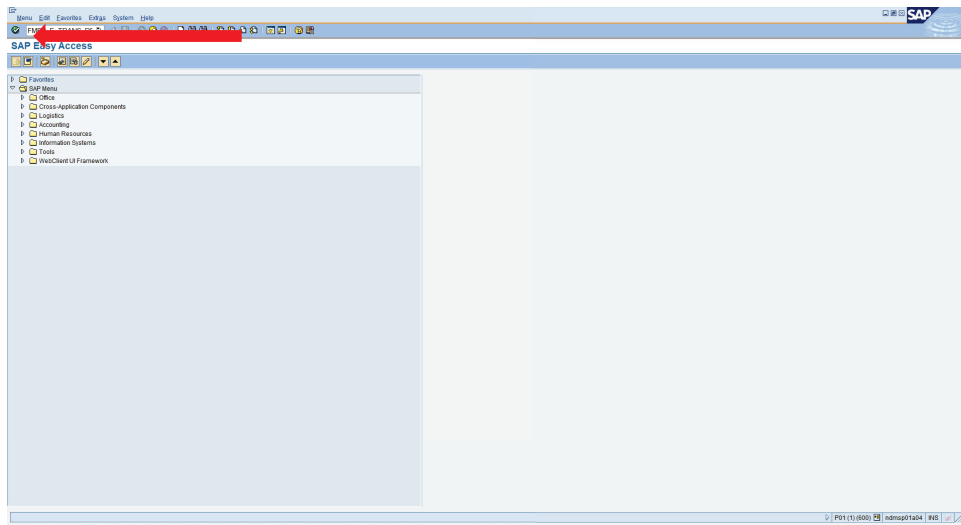 Menu Edit Favorites Extras System Help
SAP
SAP Easy Access
Favorites
SAP Menu
Office
Cross-Application Components
Logistics
Accounting
Human Resources
Information Systems
Tools
WebClient UI Framework
P01 (1) (600) ndmsp01a04 INS